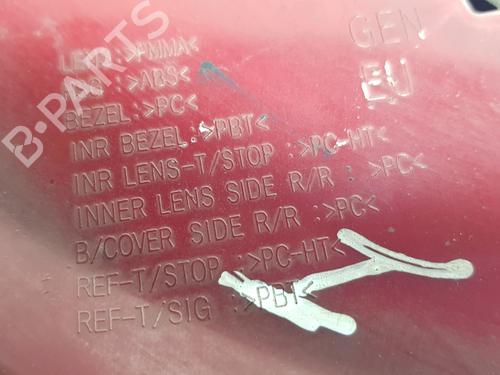 B-PARTS
GEN
EU
LENS :>PMMA<
:>ABS<
BEZEL :>PC<
INR BEZEL :>PBT<
INR LENS-T/STOP :>PC-HT<
INNER LENS SIDE R/R :>PC<
B/COVER SIDE R/R :>PC<
REF-T/STOP :>PC-HT<
REF-T/SIG :>PBT<